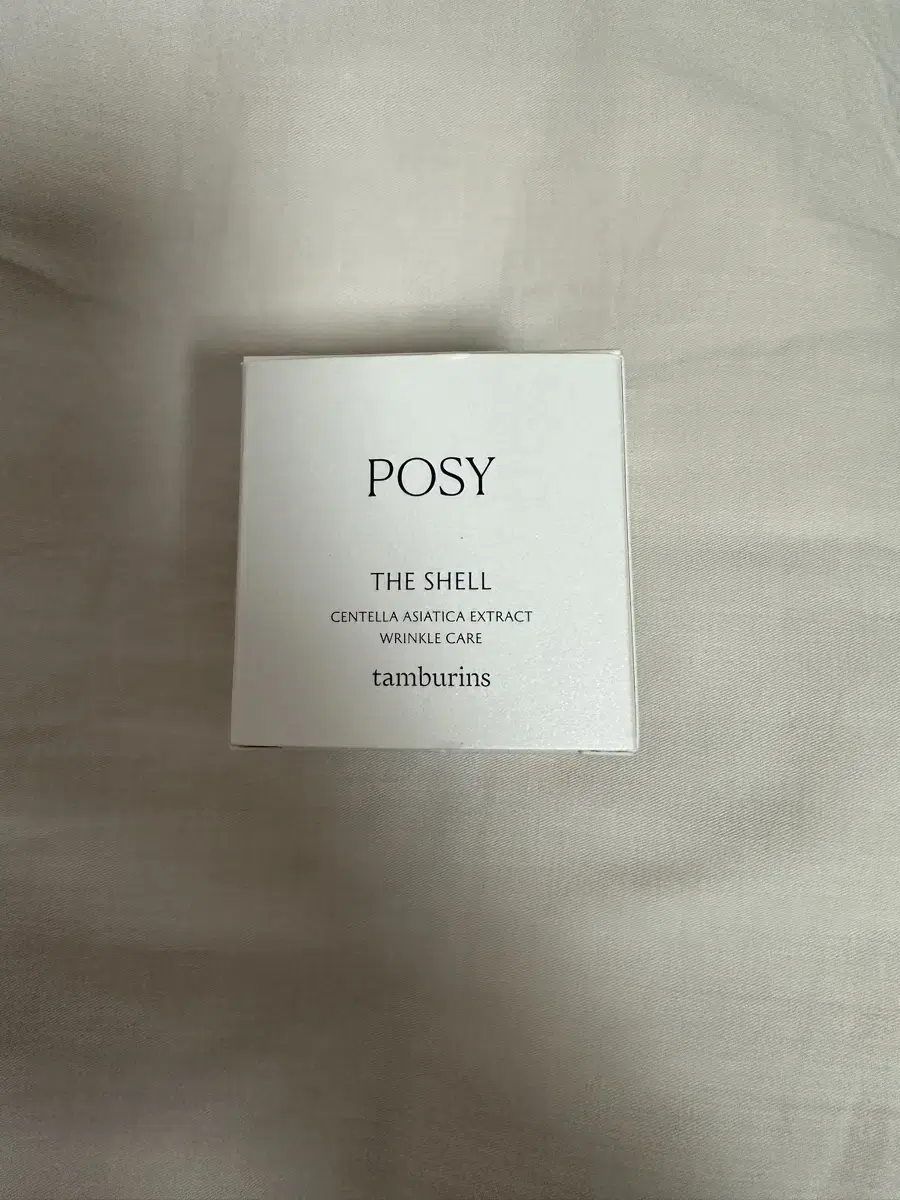 POSY
THE SHELL
CENTELLA ASIATICA EXTRACT
WRINKLE CARE
tamburins